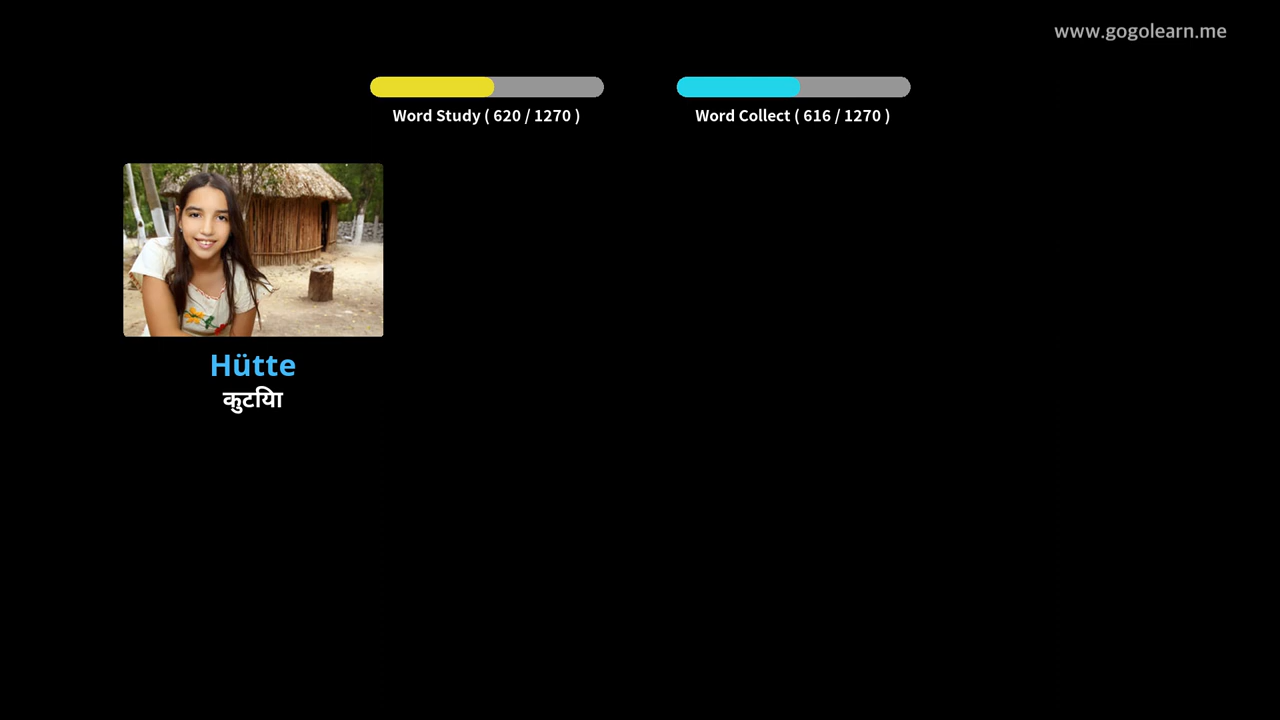 www.gogolearn.me
Word Study ( 620 / 1270 )
Word Collect ( 616 / 1270 )
Hütte
कुटिया